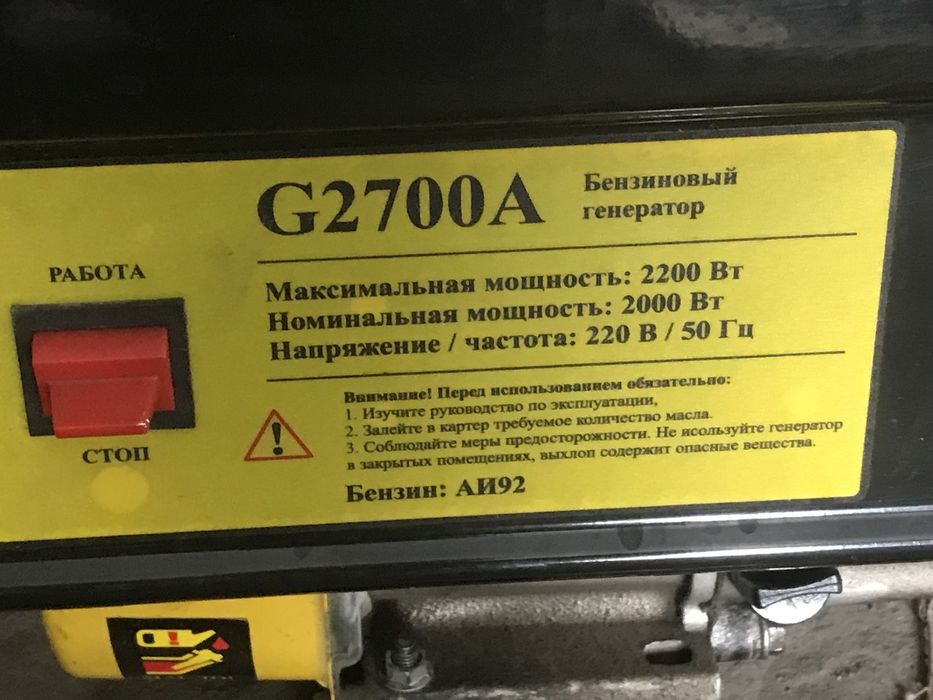 G2700A
Бензиновый
генератор
РАБОТА
Максимальная мощность: 2200 Вт
Номинальная мощность: 2000 Вт
Напряжение / частота: 220 В / 50 Гц
СТОП
Внимание! Перед использованием обязательно:
1. Изучите руководство по эксплуатации,
2. Залейте в картер требуемое количество масла.
3. Соблюдайте меры предосторожности. Не исользуйте генератор
в закрытых помещениях, выхлоп содержит опасные вещества.
Бензин: АИ92